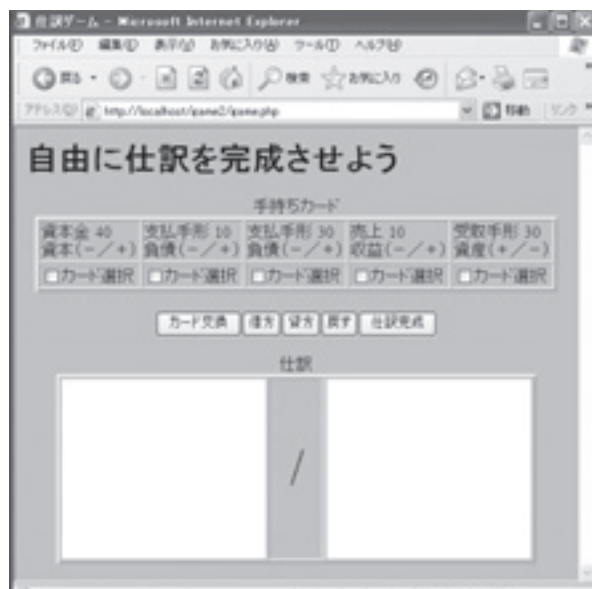 仕訳ゲーム - Microsoft Internet Explorer
ファイル(F) 編集(E) 表示(V) お気に入り(A) ツール(T) ヘルプ(H)
戻る 検索 お気に入り
アドレス(D) http://localhost/game2/game.php 移動 リンク
自由に仕訳を完成させよう
手持ちカード
資本金 40 支払手形 10 支払手形 30 売上 10 受取手形 30
資本(-/+) 負債(-/+) 負債(-/+) 収益(-/+) 資産(+/-)
カード選択 カード選択 カード選択 カード選択 カード選択
カード交換 借方 貸方 戻す 仕訳完成
仕訳
/